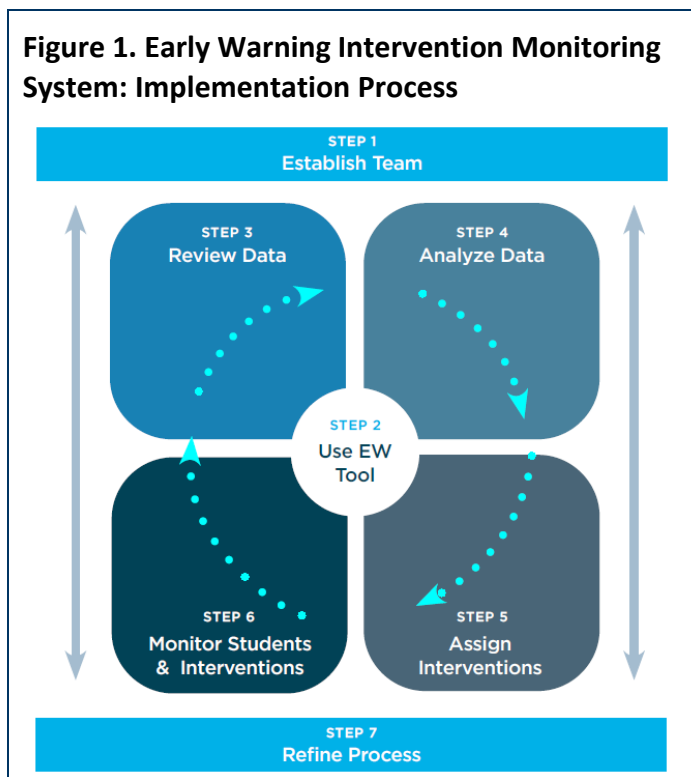 Figure 1. Early Warning Intervention Monitoring
System: Implementation Process
STEP 1
Establish Team
STEP 3
Review Data
STEP 4
Analyze Data
STEP 2
Use EW
Tool
STEP 6
Monitor Students
& Interventions
STEP 5
Assign
Interventions
STEP 7
Refine Process